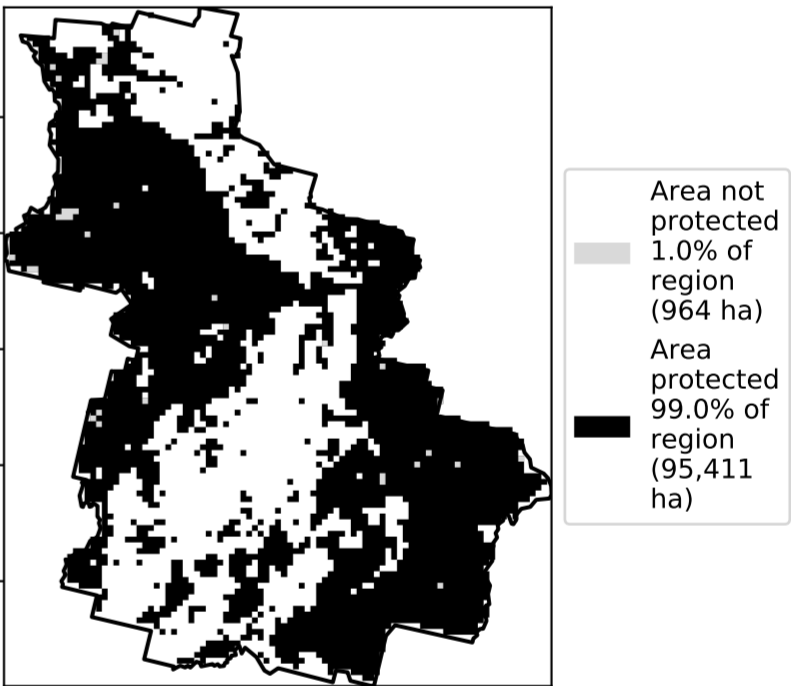 Area not
protected
1.0% of
region
(964 ha)
Area
protected
99.0% of
region
(95,411
ha)